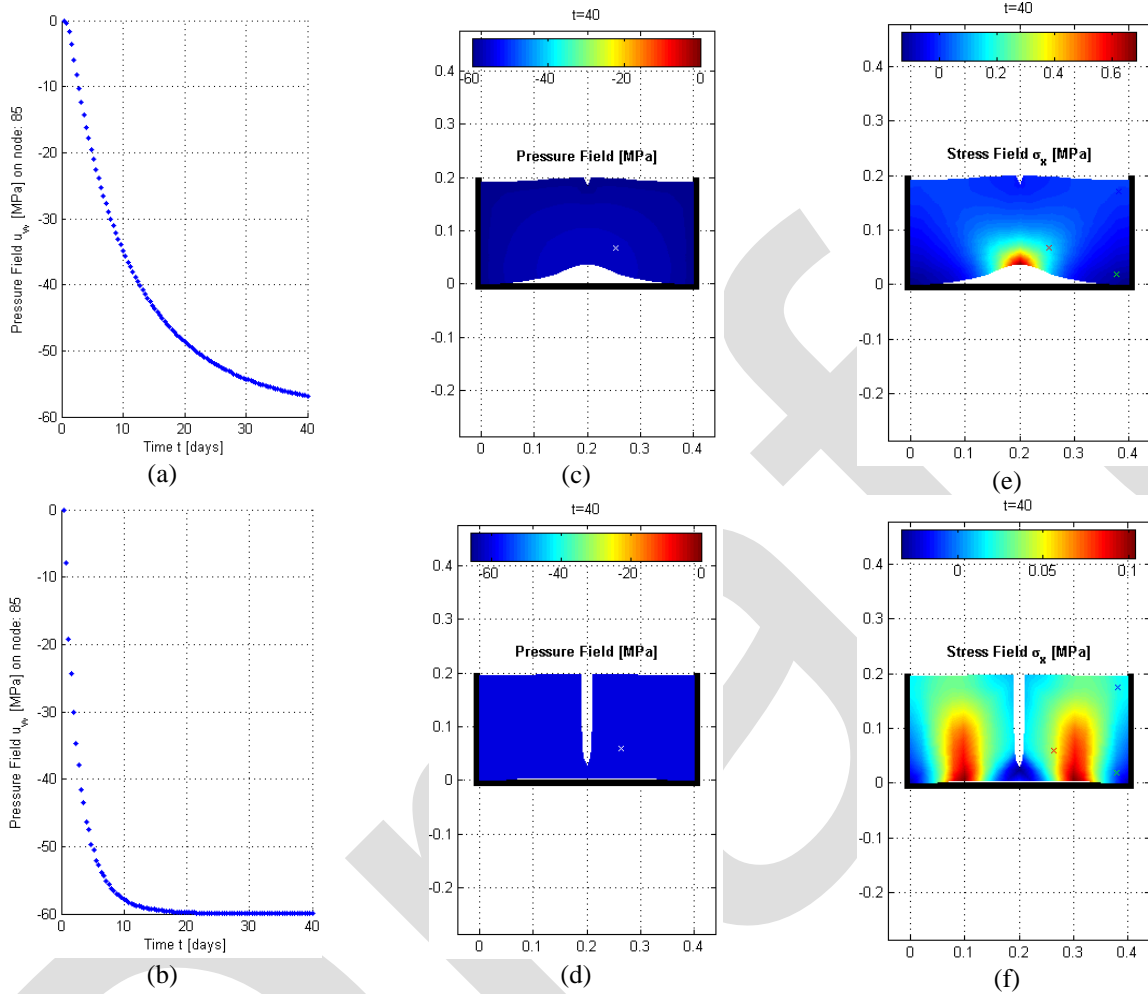 0
-10
-20
-30
-40
-50
-60
Pressure Field u_w [MPa] on node: 85
0 10 20 30 40
Time t [days]
(a)
t=40
0.4
-60 -40 -20 0
0.3
Pressure Field [MPa]
0.2
0.1
0
-0.1
-0.2
0 0.1 0.2 0.3 0.4
(c)
t=40
0.4
0 0.2 0.4 0.6
0.3
Stress Field σx [MPa]
0.2
0.1
0
-0.1
-0.2
0 0.1 0.2 0.3 0.4
(e)
0
-10
-20
-30
-40
-50
-60
Pressure Field u_w [MPa] on node: 85
0 10 20 30 40
Time t [days]
(b)
t=40
0.4
-60 -40 -20 0
0.3
Pressure Field [MPa]
0.2
0.1
0
-0.1
-0.2
0 0.1 0.2 0.3 0.4
(d)
t=40
0.4
0 0.05 0.1
0.3
Stress Field σx [MPa]
0.2
0.1
0
-0.1
-0.2
0 0.1 0.2 0.3 0.4
(f)